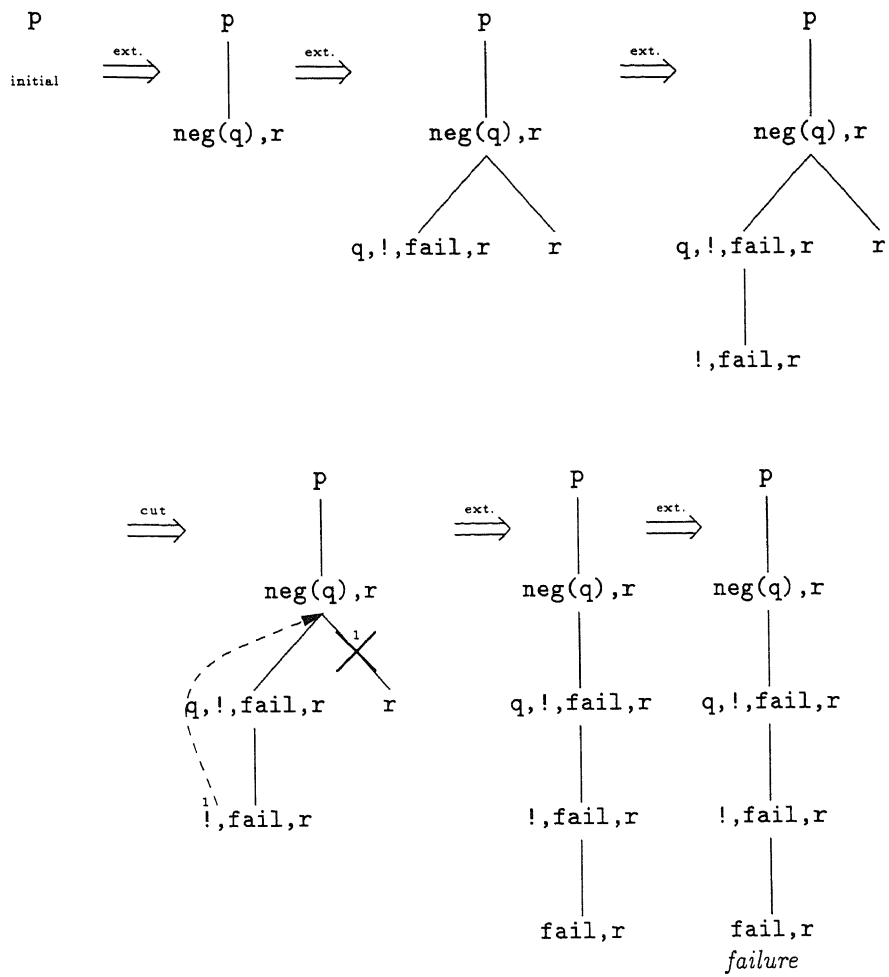 p p p p
ext. ext. ext.
initial
neg(q),r neg(q),r neg(q),r
q,!,fail,r r q,!,fail,r r
!,fail,r
p p p
cut ext. ext.
neg(q),r neg(q),r neg(q),r
1
q,!,fail,r r q,!,fail,r q,!,fail,r
1
!,fail,r !,fail,r !,fail,r
fail,r fail,r
failure